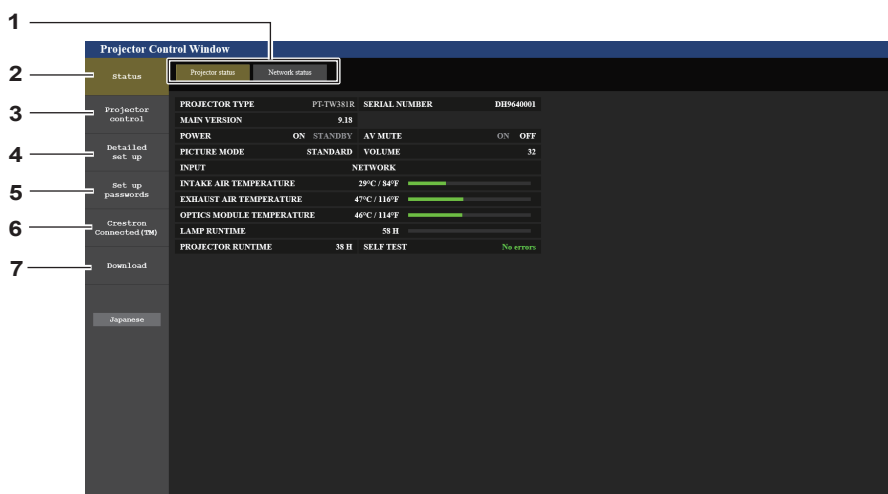 1
Projector Control Window
2
Status
Projector status Network status
3
Projector
control
4
Detailed
set up
5
Set up
passwords
6
Crestron
Connected(TM)
7
Download
Japanese
PROJECTOR TYPE PT-TW381R SERIAL NUMBER DH9640001
MAIN VERSION 9.18
POWER ON STANDBY AV MUTE ON OFF
PICTURE MODE STANDARD VOLUME 32
INPUT NETWORK
INTAKE AIR TEMPERATURE 29°C / 84°F
EXHAUST AIR TEMPERATURE 47°C / 116°F
OPTICS MODULE TEMPERATURE 46°C / 114°F
LAMP RUNTIME 58 H
PROJECTOR RUNTIME 38 H SELF TEST No errors